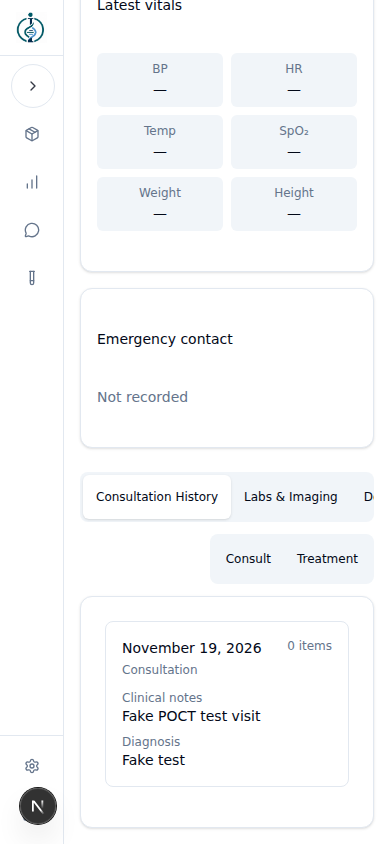 Latest vitals
BP
—
HR
—
Temp
—
SpO₂
—
Weight
—
Height
—
Emergency contact
Not recorded
Consultation History
Labs & Imaging
Consult
Treatment
November 19, 2026
0 items
Consultation
Clinical notes
Fake POCT test visit
Diagnosis
Fake test
N